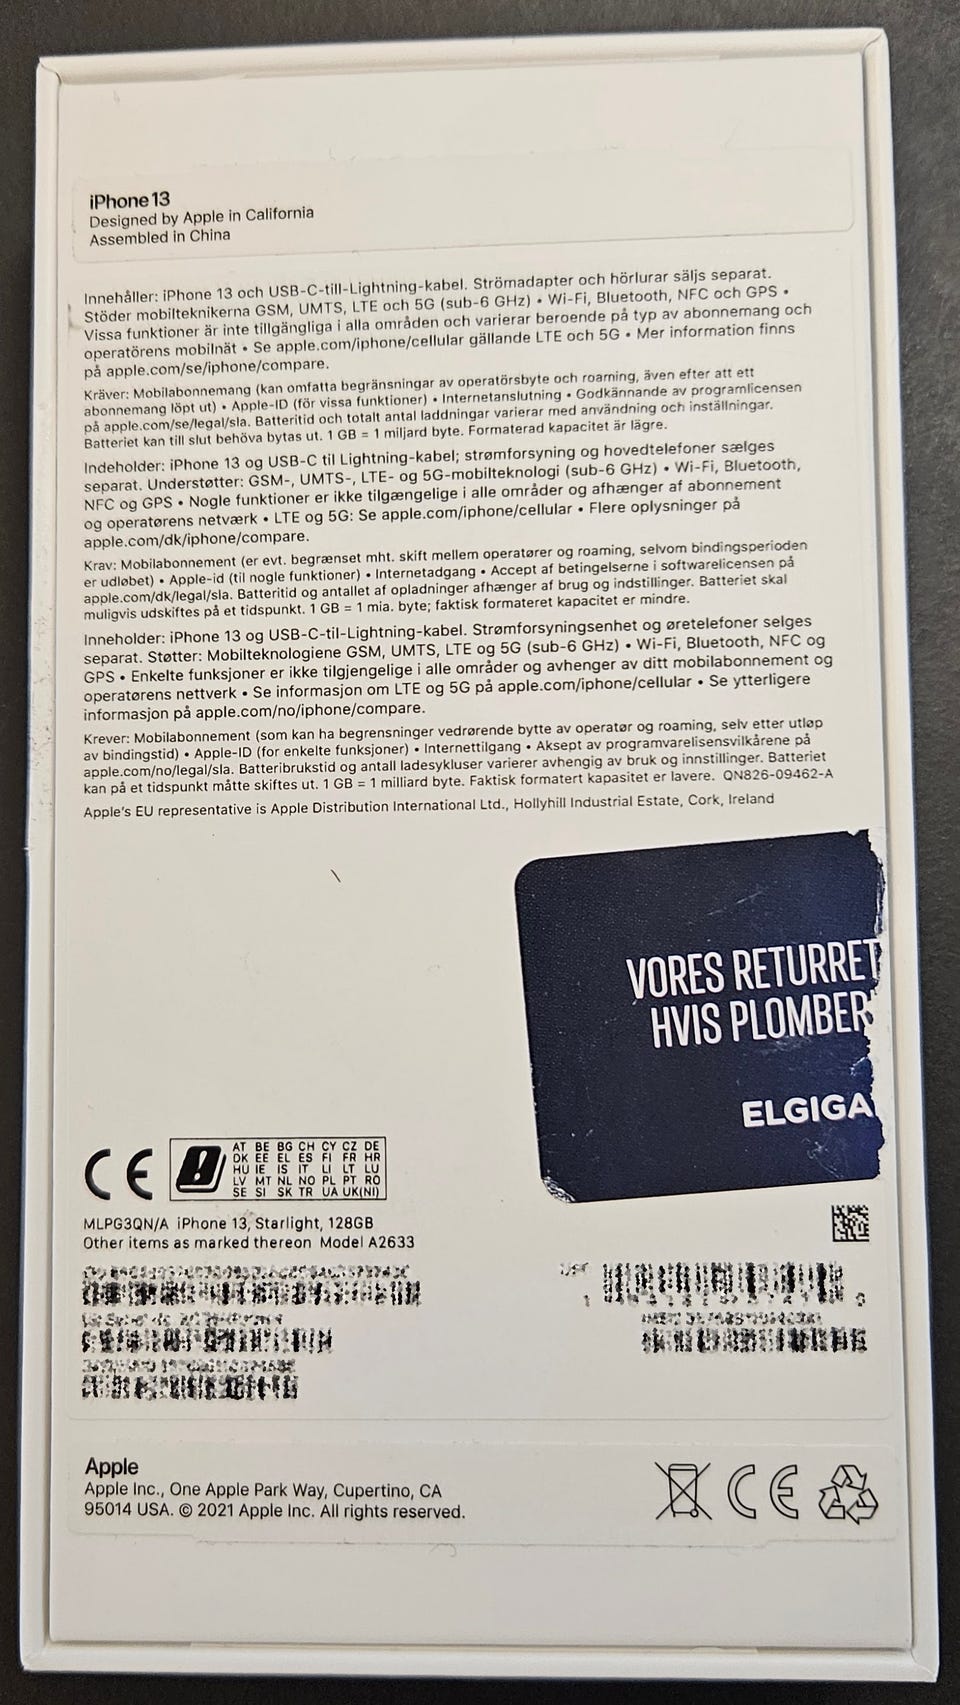 iPhone 13
Designed by Apple in California
Assembled in China
Innehåller: iPhone 13 och USB-C-till-Lightning-kabel. Strömadapter och hörlurar säljs separat.
Stöder mobilteknikerna GSM, UMTS, LTE och 5G (sub-6 GHz) • Wi-Fi, Bluetooth, NFC och GPS •
Vissa funktioner är inte tillgängliga i alla områden och varierar beroende på typ av abonnemang och
operatörens mobilnät • Se apple.com/iphone/cellular gällande LTE och 5G • Mer information finns
på apple.com/se/iphone/compare.
Kräver: Mobilabonnemang (kan omfatta begränsningar av operatörsbyte och roaming, även efter att ett
abonnemang löpt ut) • Apple-ID (för vissa funktioner) • Internetanslutning • Godkännande av programlicensen
på apple.com/se/legal/sla. Batteritid och totalt antal laddningar varierar med användning och inställningar.
Batteriet kan till slut behöva bytas ut. 1 GB = 1 miljard byte. Formaterad kapacitet är lägre.
Indeholder: iPhone 13 og USB-C til Lightning-kabel; strømforsyning og hovedtelefoner sælges
separat. Understøtter: GSM-, UMTS-, LTE- og 5G-mobilteknologi (sub-6 GHz) • Wi-Fi, Bluetooth,
NFC og GPS • Nogle funktioner er ikke tilgængelige i alle områder og afhænger af abonnement
og operatørens netværk • LTE og 5G: Se apple.com/iphone/cellular • Flere oplysninger på
apple.com/dk/iphone/compare.
Krav: Mobilabonnement (er evt. begrænset mht. skift mellem operatører og roaming, selvom bindingsperioden
er udløbet) • Apple-id (til nogle funktioner) • Internetadgang • Accept af betingelserne i softwarelicensen på
apple.com/dk/legal/sla. Batteritid og antallet af opladninger afhænger af brug og indstillinger. Batteriet skal
muligvis udskiftes på et tidspunkt. 1 GB = 1 mia. byte; faktisk formateret kapacitet er mindre.
Inneholder: iPhone 13 og USB-C-til-Lightning-kabel. Strømforsyningsenhet og øretelefoner selges
separat. Støtter: Mobilteknologiene GSM, UMTS, LTE og 5G (sub-6 GHz) • Wi-Fi, Bluetooth, NFC og
GPS • Enkelte funksjoner er ikke tilgjengelige i alle områder og avhenger av ditt mobilabonnement og
operatørens nettverk • Se informasjon om LTE og 5G på apple.com/iphone/cellular • Se ytterligere
informasjon på apple.com/no/iphone/compare.
Krever: Mobilabonnement (som kan ha begrensninger vedrørende bytte av operatør og roaming, selv etter utløp
av bindingstid) • Apple-ID (for enkelte funksjoner) • Internettilgang • Aksept av programvarelisensvilkårene på
apple.com/no/legal/sla. Batteribrukstid og antall ladesykluser varierer avhengig av bruk og innstillinger. Batteriet
kan på et tidspunkt måtte skiftes ut. 1 GB = 1 milliard byte. Faktisk formatert kapasitet er lavere. QN826-09462-A
Apple's EU representative is Apple Distribution International Ltd., Hollyhill Industrial Estate, Cork, Ireland
VORES RETURRET
HVIS PLOMBER
ELGIGA
CE
AT BE BG CH CY CZ DE
DK EE EL ES FI FR HR
HU IE IS IT LI LT LU
LV MT NL NO PL PT RO
SE SI SK TR UA UK(NI)
MLPG3QN/A iPhone 13, Starlight, 128GB
Other items as marked thereon Model A2633
Apple
Apple Inc., One Apple Park Way, Cupertino, CA
95014 USA. © 2021 Apple Inc. All rights reserved.
CE